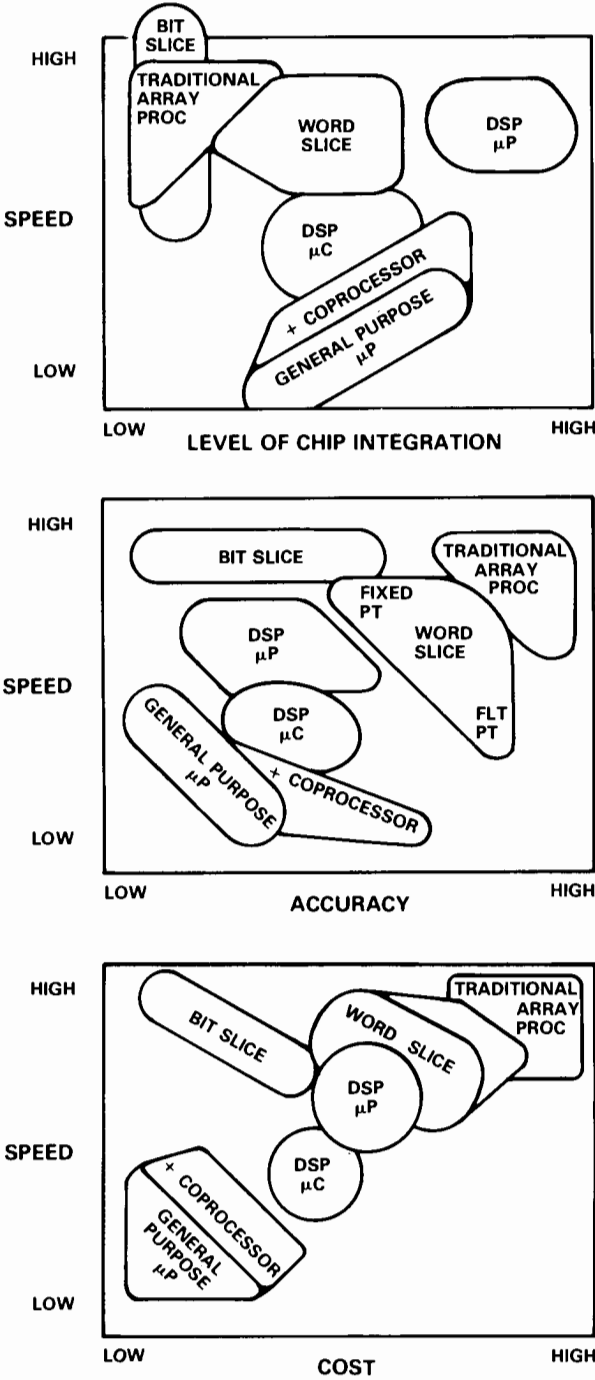 BIT
SLICE
HIGH
TRADITIONAL
ARRAY
PROC
WORD
SLICE
DSP
µP
SPEED
DSP
µC
+ COPROCESSOR
GENERAL PURPOSE
µP
LOW
LOW
HIGH
LEVEL OF CHIP INTEGRATION
HIGH
BIT SLICE
TRADITIONAL
ARRAY
PROC
FIXED
PT
WORD
SLICE
DSP
µP
SPEED
FLT
PT
DSP
µC
GENERAL PURPOSE
µP
+ COPROCESSOR
LOW
LOW
HIGH
ACCURACY
HIGH
TRADITIONAL
ARRAY
PROC
BIT SLICE
WORD SLICE
DSP
µP
SPEED
DSP
µC
+ COPROCESSOR
GENERAL
PURPOSE
µP
LOW
LOW
HIGH
COST